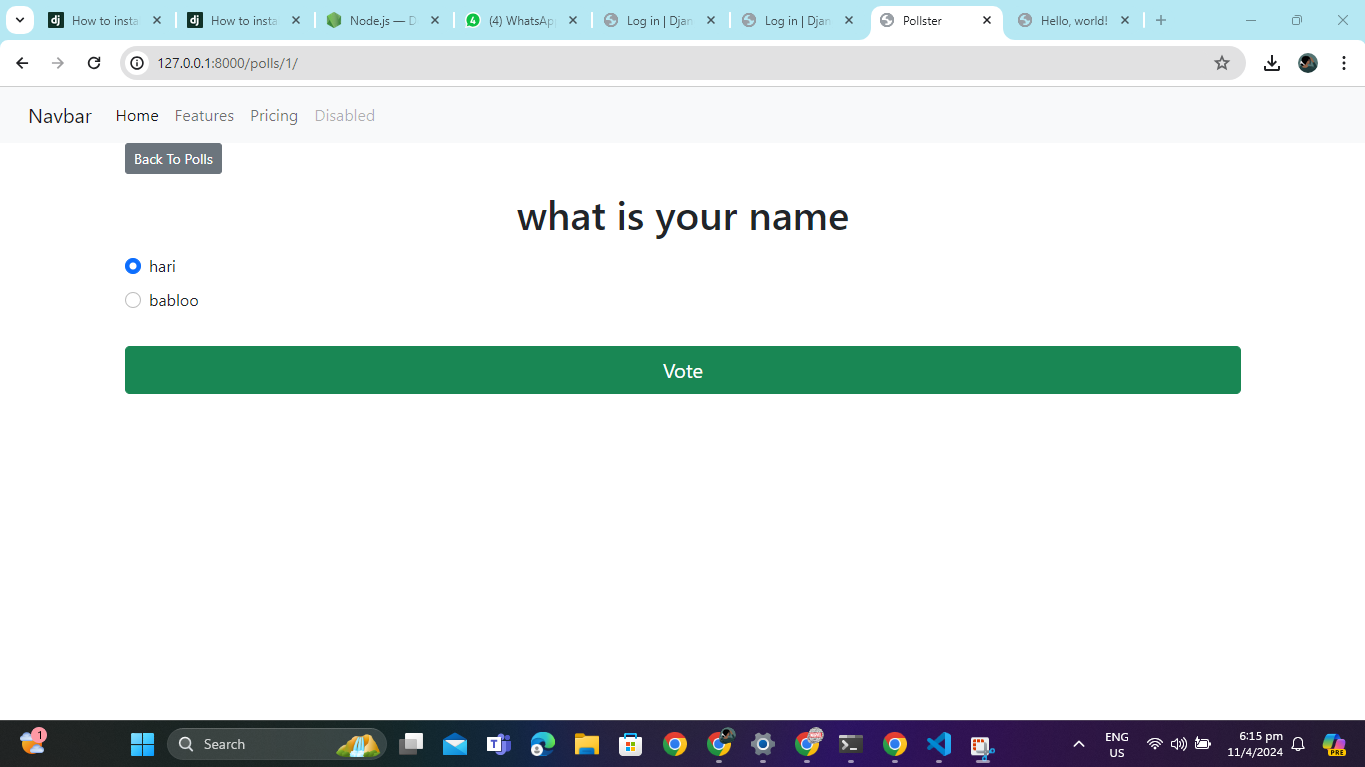 How to insta
How to insta
Node.js — D
(4) WhatsAp
Log in | Djan
Log in | Djan
Pollster
Hello, world!
127.0.0.1:8000/polls/1/
Navbar Home Features Pricing Disabled
Back To Polls
what is your name
hari
babloo
Vote
1
Search
ENG
US
6:15 pm
11/4/2024
PRE